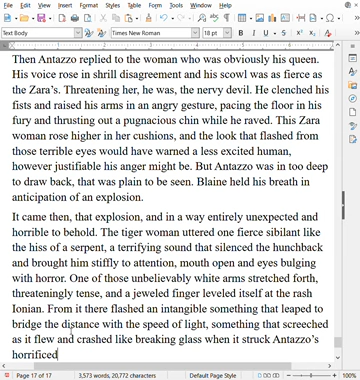 File Edit View Insert Format Styles Table Form Tools Window Help
Text Body Times New Roman 18 pt
Then Antazzo replied to the woman who was obviously his queen.
His voice rose in shrill disagreement and his scowl was as fierce as
the Zara's. Threatening her, he was, the nervy devil. He clenched his
fists and raised his arms in an angry gesture, pacing the floor in his
fury and thrusting out a pugnacious chin while he raved. This Zara
woman rose higher in her cushions, and the look that flashed from
those terrible eyes would have warned a less excited human,
however justifiable his anger might be. But Antazzo was in too deep
to draw back, that was plain to be seen. Blaine held his breath in
anticipation of an explosion.
It came then, that explosion, and in a way entirely unexpected and
horrible to behold. The tiger woman uttered one fierce sibilant like
the hiss of a serpent, a terrifying sound that silenced the hunchback
and brought him stiffly to attention, mouth open and eyes bulging
with horror. One of those unbelievably white arms stretched forth,
threateningly tense, and a jeweled finger leveled itself at the rash
Ionian. From it there flashed an intangible something that leaped to
bridge the distance with the speed of light, something that screeched
as it flew and crashed like breaking glass when it struck Antazzo's
horrificed
Page 17 of 17 3,573 words, 20,772 characters Default Page Style 100%